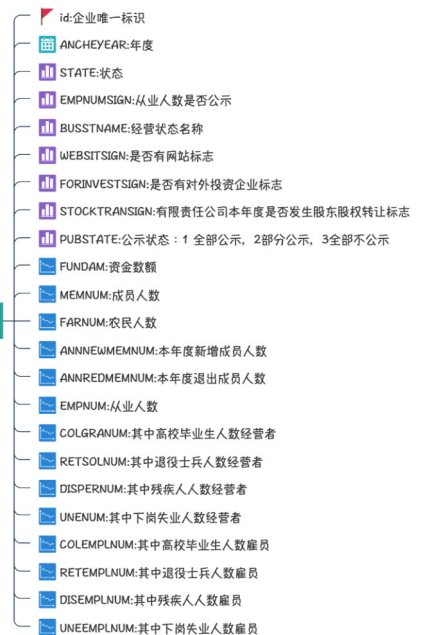 id:企业唯一标识
ANCHEYEAR:年度
STATE:状态
EMPNUMSIGN:从业人数是否公示
BUSSTNAME:经营状态名称
WEBSITSIGN:是否有网站标志
FORINVESTSIGN:是否有对外投资企业标志
STOCKTRANSIGN:有限责任公司本年度是否发生股东股权转让标志
PUBSTATE:公示状态：1 全部公示，2部分公示，3全部不公示
FUNDAM:资金数额
MEMNUM:成员人数
FARNUM:农民人数
ANNNEWMEMNUM:本年度新增成员人数
ANNREDMEMNUM:本年度退出成员人数
EMPNUM:从业人数
COLGRANUM:其中高校毕业生人数经营者
RETSOLNUM:其中退役士兵人数经营者
DISPERNUM:其中残疾人人数经营者
UNENUM:其中下岗失业人数经营者
COLEMPLNUM:其中高校毕业生人数雇员
RETEMPLNUM:其中退役士兵人数雇员
DISEMPLNUM:其中残疾人人数雇员
UNEEMPLNUM:其中下岗失业人数雇员